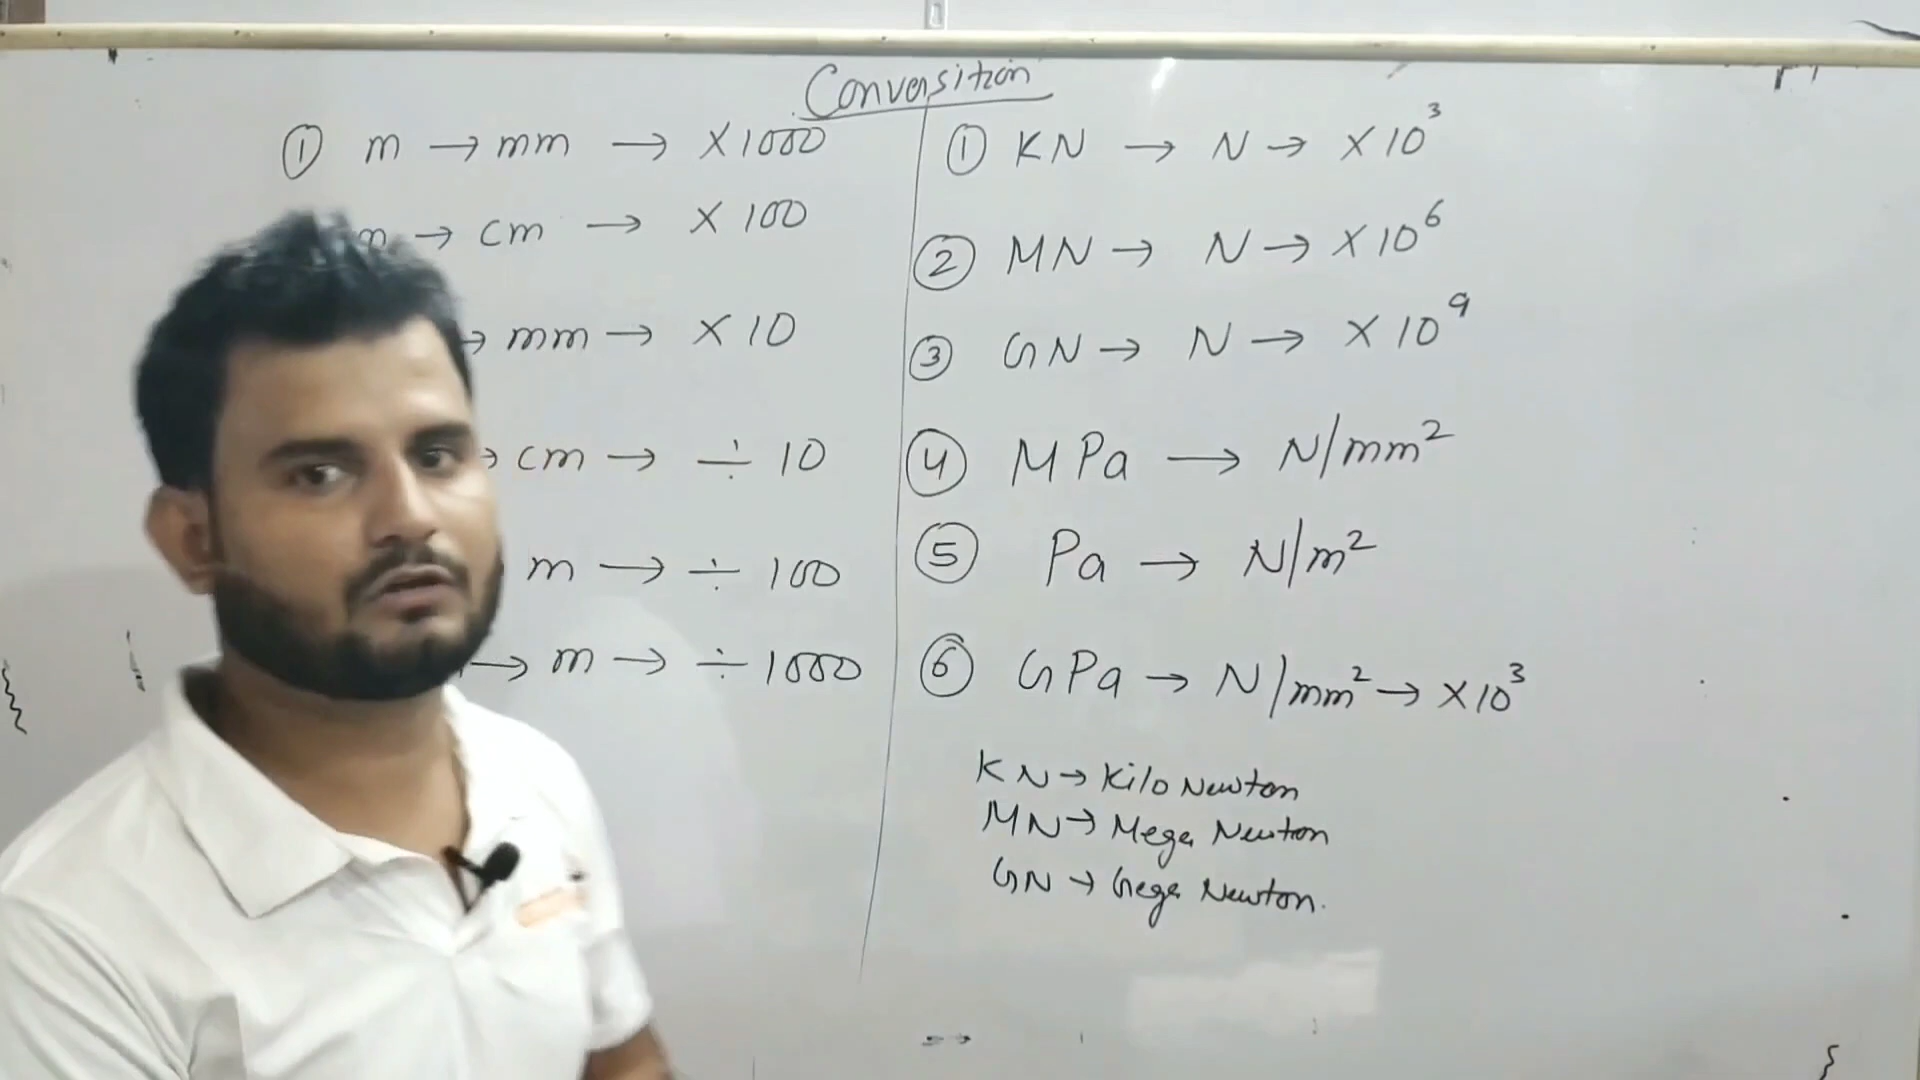 Conversition
① m → mm → ×1000
m → cm → ×100
→ mm → ×10
→ cm → ÷ 10
m → ÷ 100
→ m → ÷ 1000
① KN → N → ×10³
② MN → N → ×10⁶
③ GN → N → ×10⁹
④ MPa → N/mm²
⑤ Pa → N/m²
⑥ GPa → N/mm² → ×10³
KN → Kilo Newton
MN → Mega Newton
GN → Gega Newton.